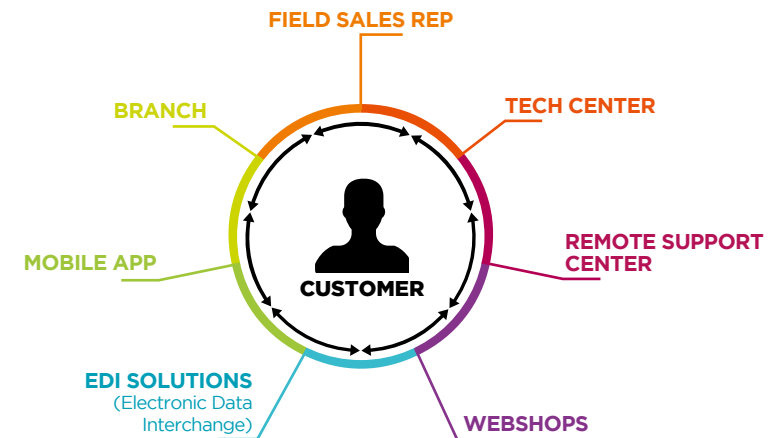 FIELD SALES REP
BRANCH
TECH CENTER
MOBILE APP
REMOTE SUPPORT
CENTER
CUSTOMER
EDI SOLUTIONS
(Electronic Data
Interchange)
WEBSHOPS